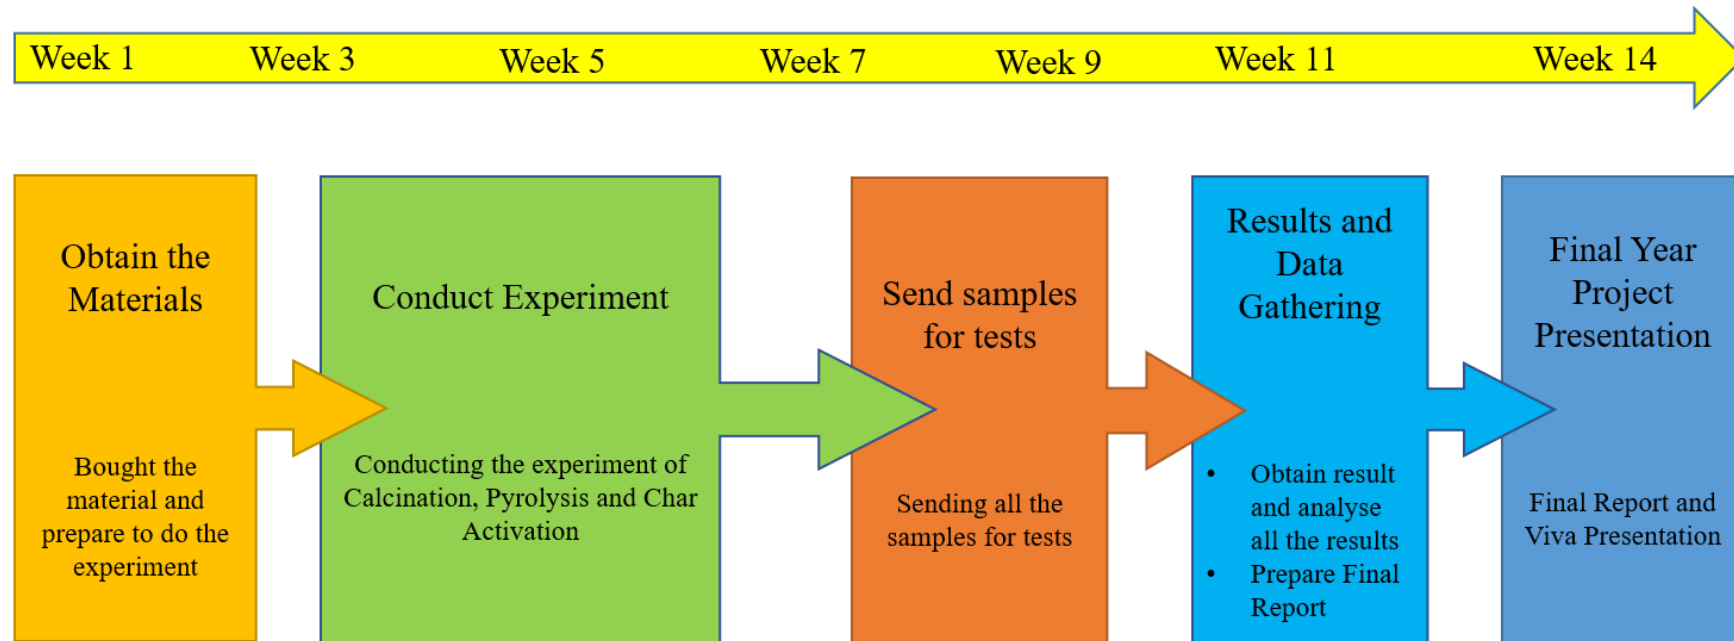 Week 1
Week 3
Week 5
Week 7
Week 9
Week 11
Week 14
Obtain the
Materials
Bought the
material and
prepare to do the
experiment
Conduct Experiment
Conducting the experiment of
Calcination, Pyrolysis and Char
Activation
Send samples
for tests
Sending all the
samples for tests
Results and
Data
Gathering
• Obtain result
and analyse
all the results
• Prepare Final
Report
Final Year
Project
Presentation
Final Report and
Viva Presentation